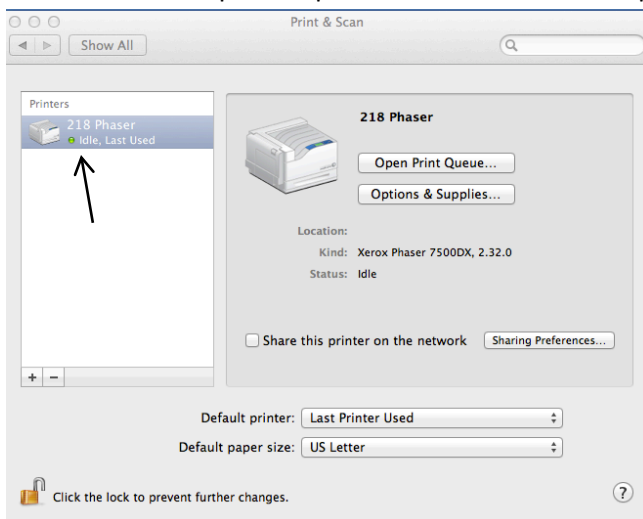 Print & Scan
Show All
Printers
218 Phaser
Idle, Last Used
218 Phaser
Open Print Queue...
Options & Supplies...
Location:
Kind: Xerox Phaser 7500DX, 2.32.0
Status: Idle
Share this printer on the network Sharing Preferences...
+ −
Default printer: Last Printer Used
Default paper size: US Letter
Click the lock to prevent further changes. ?